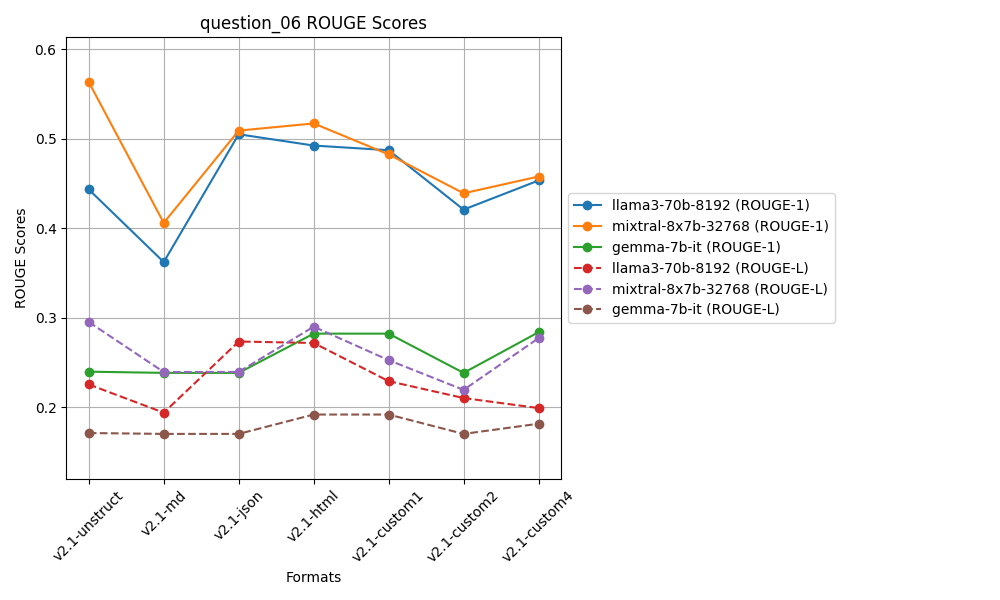 question_06 ROUGE Scores
0.6
0.5
0.4
0.3
0.2
ROUGE Scores
v2.1-unstruct
v2.1-md
v2.1-json
v2.1-html
v2.1-custom1
v2.1-custom2
v2.1-custom4
Formats
llama3-70b-8192 (ROUGE-1)
mixtral-8x7b-32768 (ROUGE-1)
gemma-7b-it (ROUGE-1)
llama3-70b-8192 (ROUGE-L)
mixtral-8x7b-32768 (ROUGE-L)
gemma-7b-it (ROUGE-L)